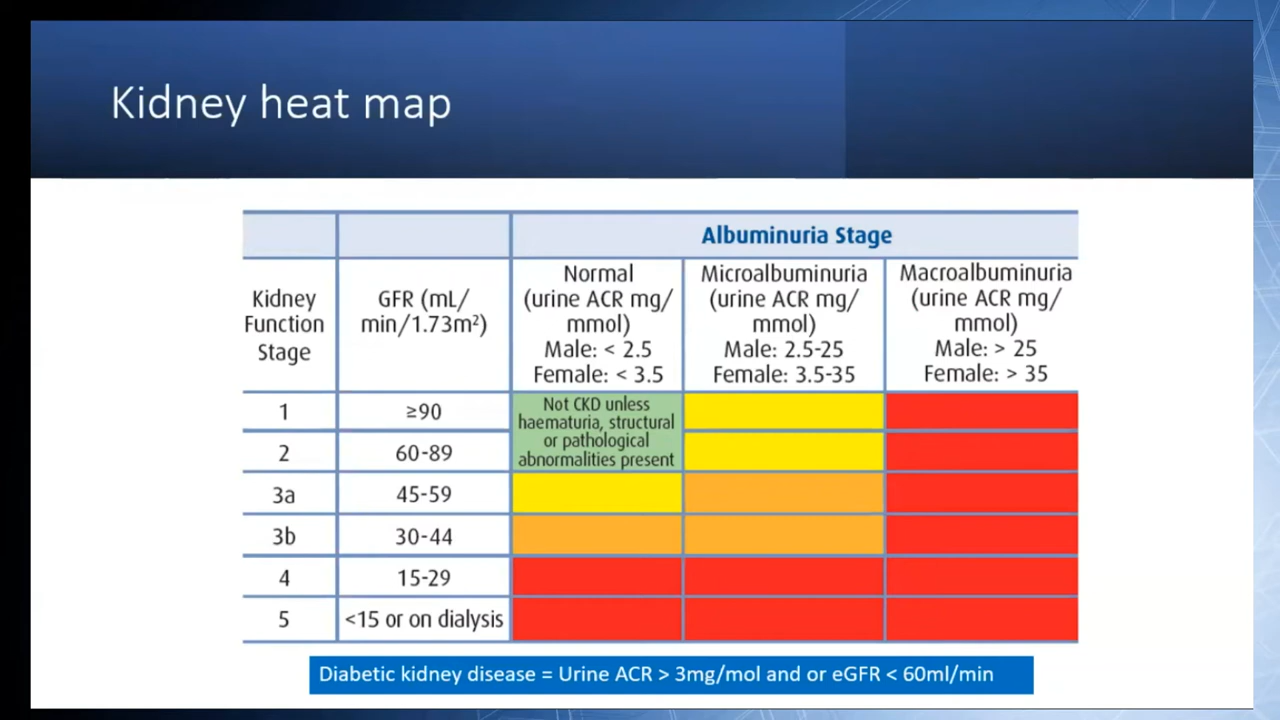 Kidney heat map
Albuminuria Stage
Kidney
Function
Stage
GFR (mL/
min/1.73m²)
Normal
(urine ACR mg/
mmol)
Male: < 2.5
Female: < 3.5
Microalbuminuria
(urine ACR mg/
mmol)
Male: 2.5-25
Female: 3.5-35
Macroalbuminuria
(urine ACR mg/
mmol)
Male: > 25
Female: > 35
1
≥90
Not CKD unless
haematuria, structural
or pathological
abnormalities present
2
60-89
3a
45-59
3b
30-44
4
15-29
5
<15 or on dialysis
Diabetic kidney disease = Urine ACR > 3mg/mol and or eGFR < 60ml/min